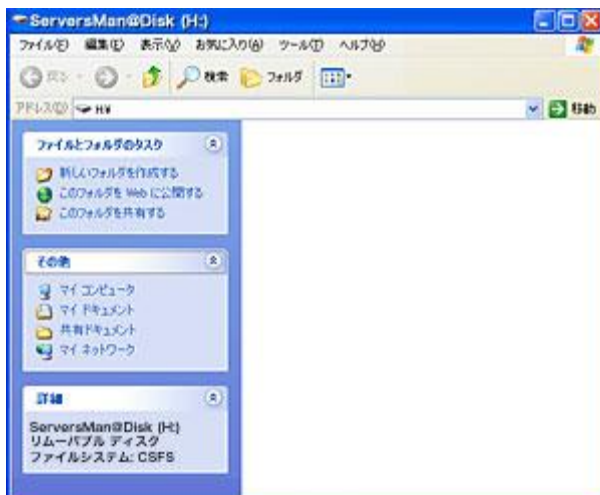 ServersMan@Disk (H:)
ファイル(F) 編集(E) 表示(V) お気に入り(A) ツール(T) ヘルプ(H)
戻る 検索 フォルダ
アドレス(D) H:¥ 移動
ファイルとフォルダのタスク
新しいフォルダを作成する
このフォルダを Web に公開する
このフォルダを共有する
その他
マイ コンピュータ
マイ ドキュメント
共有ドキュメント
マイ ネットワーク
詳細
ServersMan@Disk (H:)
リムーバブル ディスク
ファイルシステム: CSFS